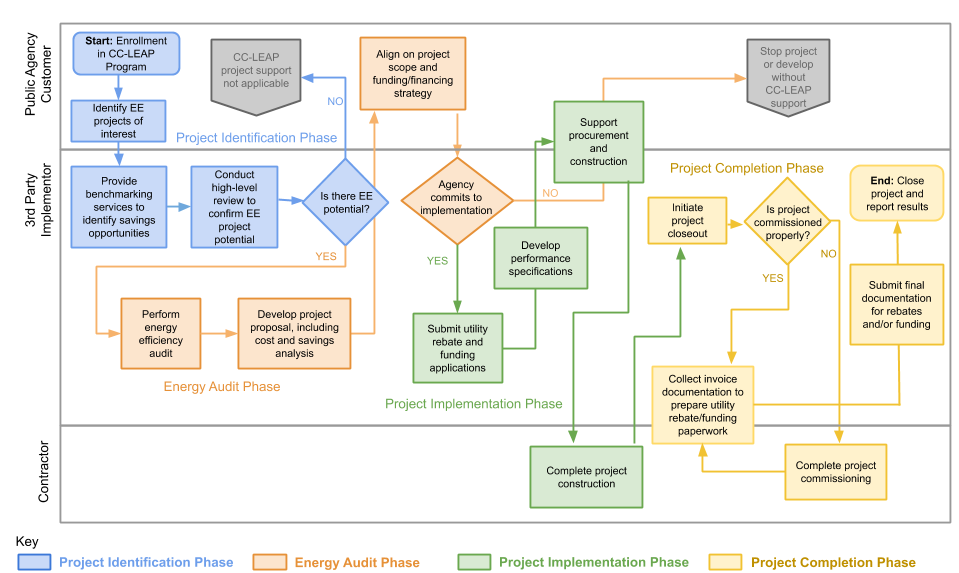 Public Agency
Customer
Start: Enrollment
in CC-LEAP
Program
Identify EE
projects of
interest
CC-LEAP
project support
not applicable
NO
Project Identification Phase
Align on project
scope and
funding/financing
strategy
Support
procurement
and
construction
Stop project
or develop
without
CC-LEAP
support
3rd Party
Implementor
Provide
benchmarking
services to
identify savings
opportunities
Conduct
high-level
review to
confirm EE
project
potential
Is there EE
potential?
YES
Perform
energy
efficiency
audit
Develop project
proposal, including
cost and savings
analysis
Energy Audit Phase
Agency
commits to
implementation
NO
YES
Develop
performance
specifications
Submit utility
rebate and
funding
applications
Project Implementation Phase
Project Completion Phase
Initiate
project
closeout
Is project
commissioned
properly?
NO
YES
End: Close
project and
report results
Submit final
documentation
for rebates
and/or funding
Collect invoice
documentation to
prepare utility
rebate/funding
paperwork
Contractor
Complete project
construction
Complete project
commissioning
Key
Project Identification Phase
Energy Audit Phase
Project Implementation Phase
Project Completion Phase